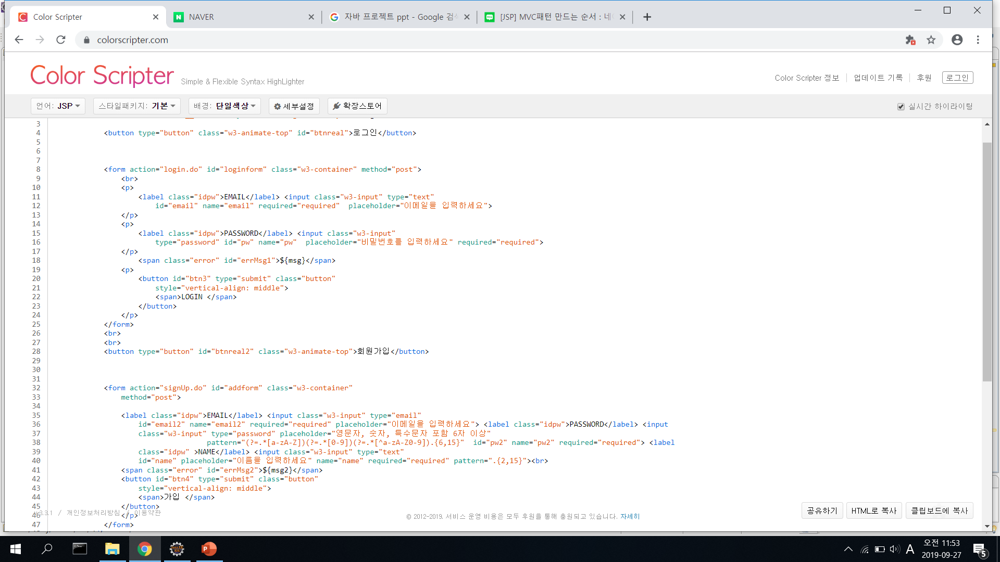 Color Scripter
NAVER
자바 프로젝트 ppt - Google 검색
[JSP] MVC패턴 만드는 순서 : 네이
colorscripter.com
Color Scripter Simple & Flexible Syntax HighLighter
Color Scripter 정보 업데이트 기록 후원 로그인
언어: JSP 스타일패키지: 기본 배경: 단일색상 세부설정 확장스토어 실시간 하이라이팅
3
4 <button type="button" class="w3-animate-top" id="btnreal">로그인</button>
5
6
7
8 <form action="login.do" id="loginform" class="w3-container" method="post">
9 <br>
10 <p>
11 <label class="idpw">EMAIL</label> <input class="w3-input" type="text"
12 id="email" name="email" required="required"  placeholder="이메일을 입력하세요">
13 </p>
14 <p>
15 <label class="idpw">PASSWORD</label> <input class="w3-input"
16 type="password" id="pw" name="pw"  placeholder="비밀번호를 입력하세요" required="required">
17 </p>
18 <span class="error" id="errMsg1">${msg}</span>
19 <p>
20 <button id="btn3" type="submit" class="button"
21 style="vertical-align: middle">
22 <span>LOGIN </span>
23 </button>
24 </p>
25 </form>
26 <br>
27 <br>
28 <button type="button" id="btnreal2" class="w3-animate-top">회원가입</button>
29
30
31
32 <form action="signUp.do" id="addform" class="w3-container"
33 method="post">
34
35 <label class="idpw">EMAIL</label> <input class="w3-input" type="email"
36 id="email2" name="email2" required="required" placeholder="이메일을 입력하세요"> <label class="idpw">PASSWORD</label> <input
37 class="w3-input" type="password" placeholder="영문자, 숫자, 특수문자 포함 6자 이상"
38 pattern="(?=.*[a-zA-Z])(?=.*[0-9])(?=.*[^a-zA-Z0-9]).{6,15}"  id="pw2" name="pw2" required="required"> <label
39 class="idpw" >NAME</label> <input class="w3-input" type="text"
40 id="name" placeholder="이름을 입력하세요" name="name" required="required" pattern=".{2,15}"><br>
41 <span class="error" id="errMsg2">${msg2}</span>
42 <button id="btn4" type="submit" class="button"
43 style="vertical-align: middle">
44 <span>가입 </span>
45 </button>
46 </p>
47 </form>
v3.3.1 / 개인정보처리방침 / 이용약관
© 2012-2019. 서비스 운영 비용은 모두 후원을 통해 충원되고 있습니다. 자세히
공유하기 HTML로 복사 클립보드에 복사
A 오전 11:53
2019-09-27
5